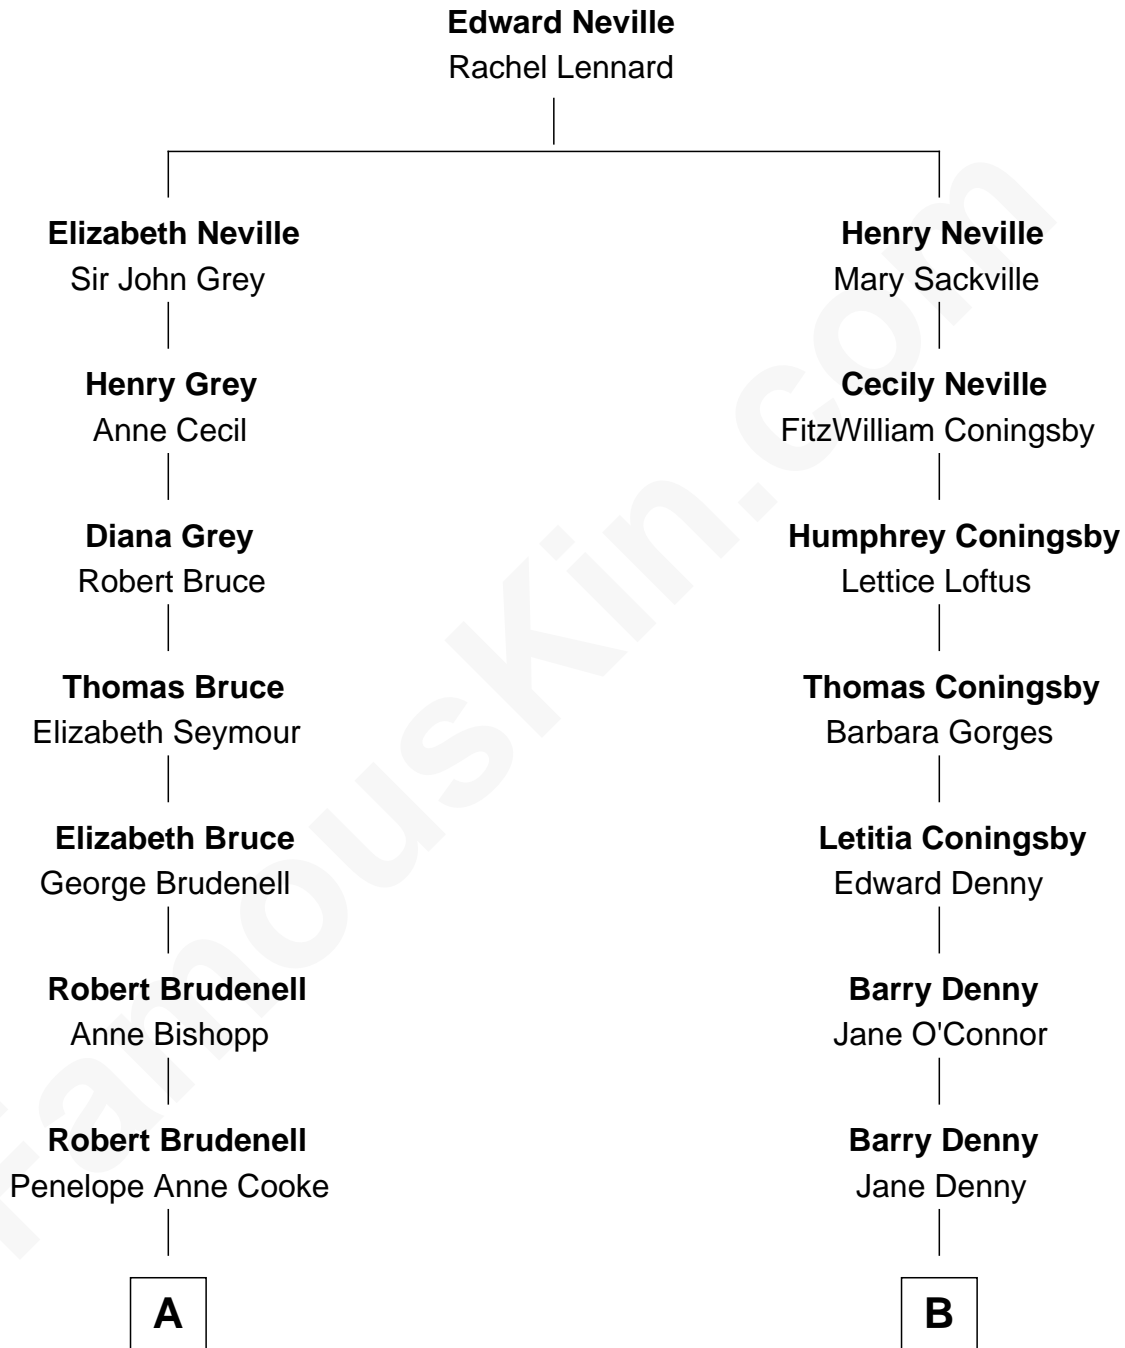 Edward Neville
Rachel Lennard
Elizabeth Neville
Sir John Grey
Henry Neville
Mary Sackville
Henry Grey
Anne Cecil
Cecily Neville
FitzWilliam Coningsby
Diana Grey
Robert Bruce
Humphrey Coningsby
Lettice Loftus
Thomas Bruce
Elizabeth Seymour
Thomas Coningsby
Barbara Gorges
Elizabeth Bruce
George Brudenell
Letitia Coningsby
Edward Denny
Robert Brudenell
Anne Bishopp
Barry Denny
Jane O'Connor
Robert Brudenell
Penelope Anne Cooke
Barry Denny
Jane Denny
A
B
FamousKin.com